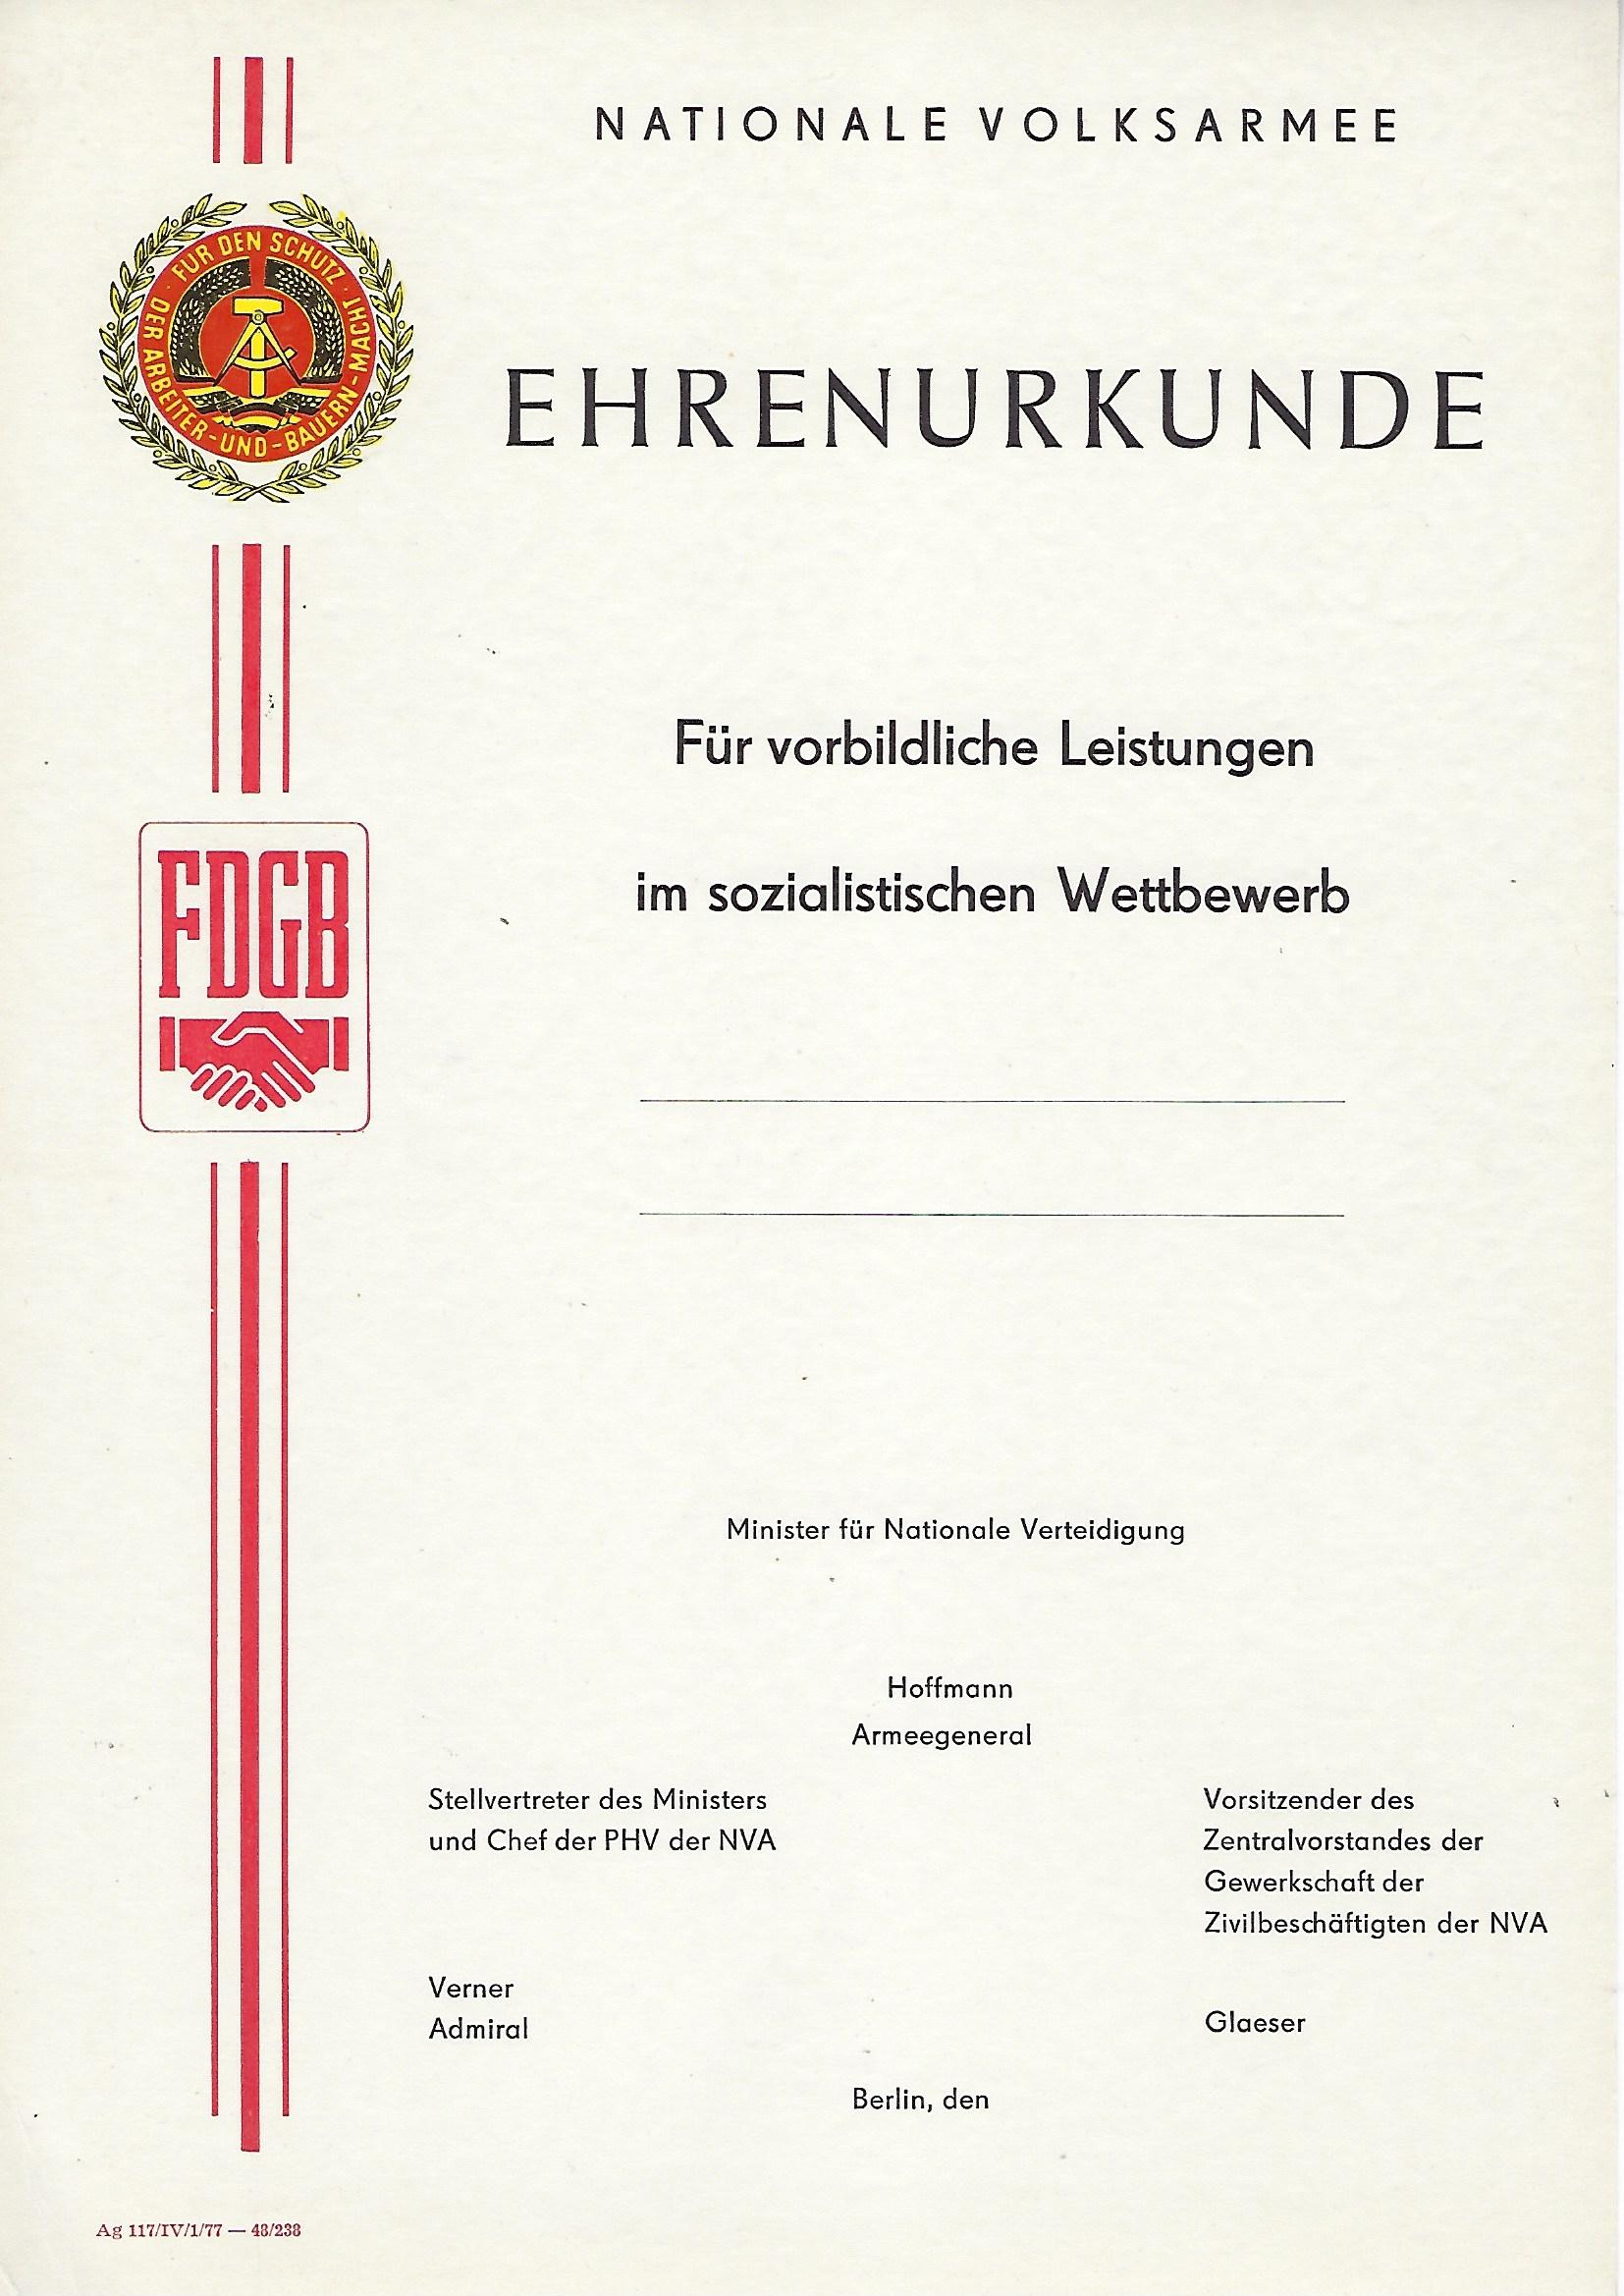 NATIONALE VOLKSARMEE
FÜR DEN SCHUTZ
DER ARBEITER-UND-BAUERN-MACHT
EHRENURKUNDE
Für vorbildliche Leistungen
im sozialistischen Wettbewerb
FDGB
Minister für Nationale Verteidigung
Hoffmann
Armeegeneral
Stellvertreter des Ministers
und Chef der PHV der NVA
Verner
Admiral
Vorsitzender des
Zentralvorstandes der
Gewerkschaft der
Zivilbeschäftigten der NVA
Glaeser
Berlin, den
Ag 117/IV/1/77 — 48/238